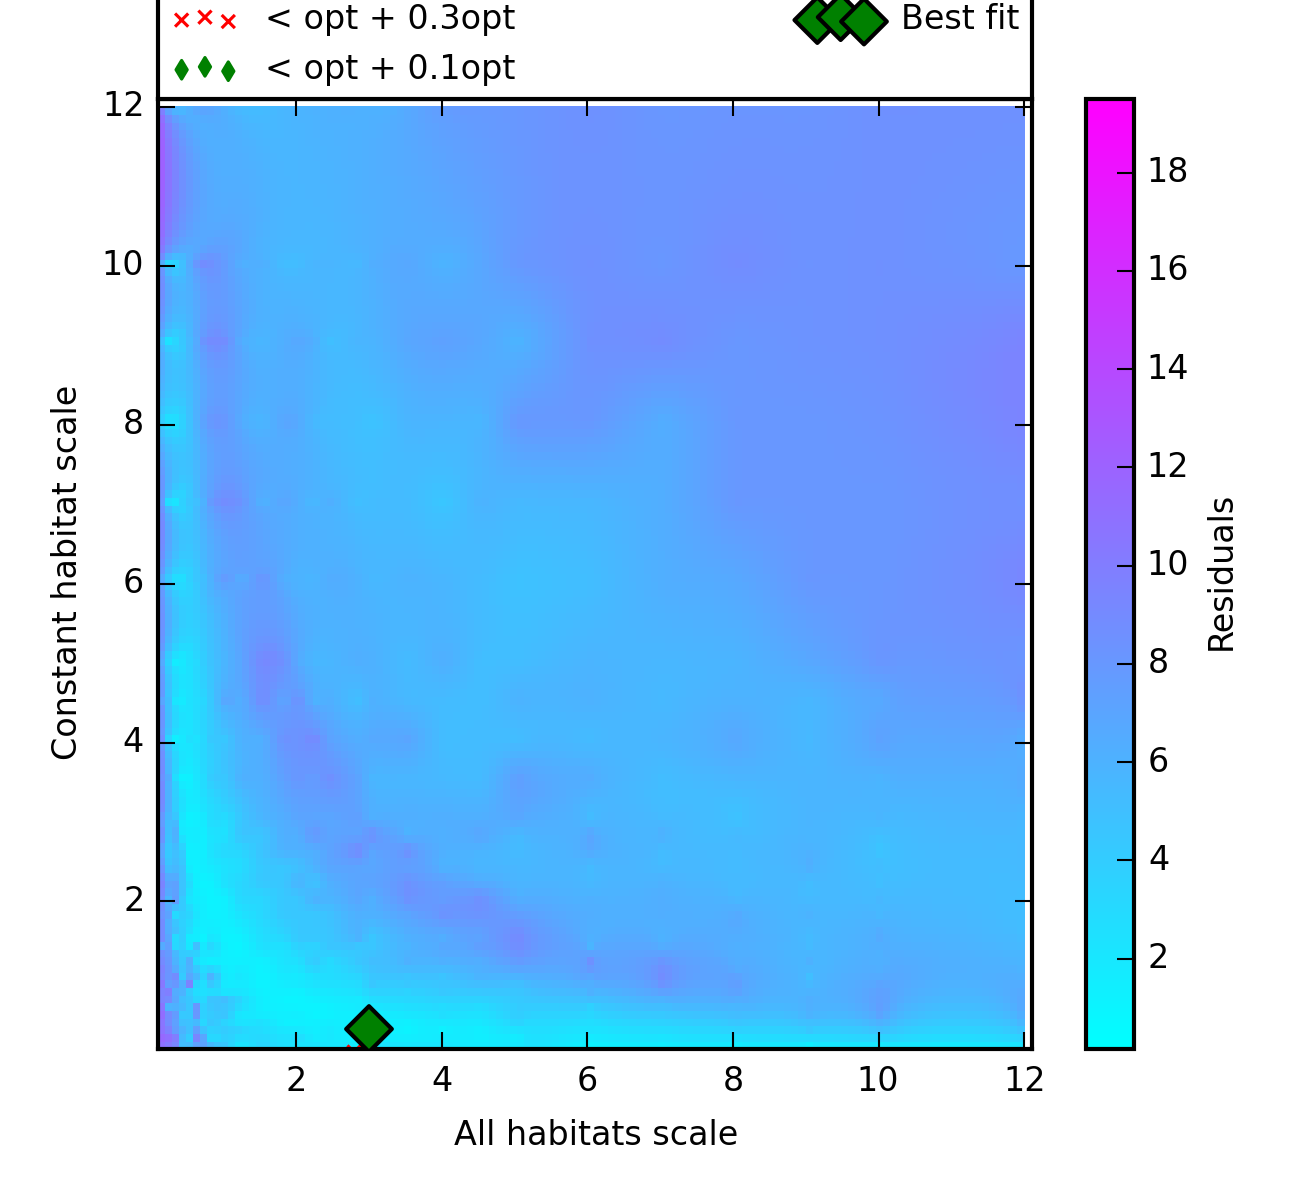 < opt + 0.3opt
Best fit
< opt + 0.1opt
12
10
8
6
4
2
2 4 6 8 10 12
All habitats scale
Constant habitat scale
18
16
14
12
10
8
6
4
2
Residuals